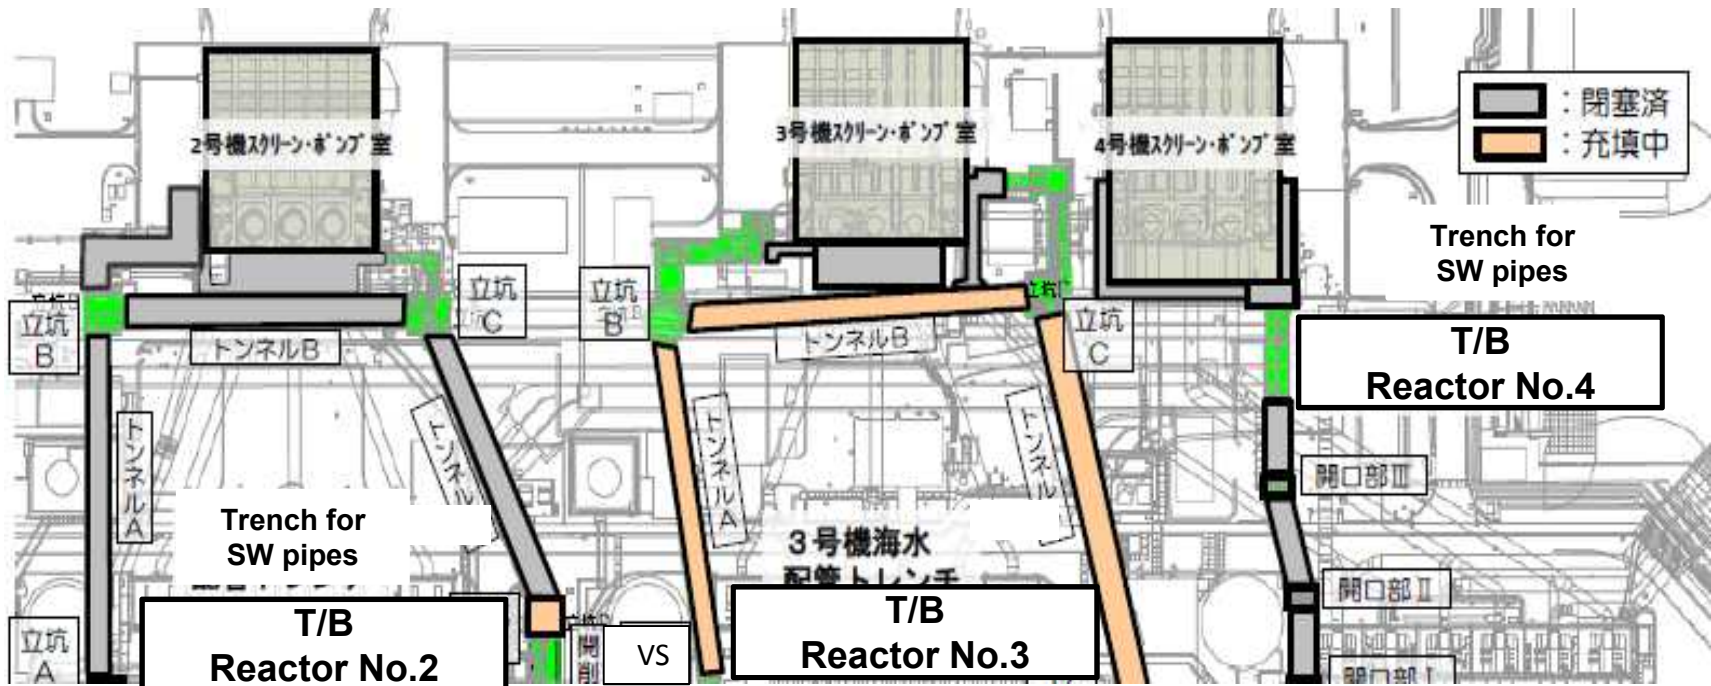 ：閉塞済
：充填中
2号機スクリーン・ポンプ室
3号機スクリーン・ポンプ室
4号機スクリーン・ポンプ室
Trench for
SW pipes
立坑
B
立坑
C
立坑
B
立坑
C
トンネルB
トンネルB
T/B
Reactor No.4
トンネルA
トンネル
トンネルA
トンネル
開口部Ⅲ
Trench for
SW pipes
3号機海水
配管トレンチ
開口部Ⅱ
立坑
A
T/B
Reactor No.2
VS
T/B
Reactor No.3
開口部Ⅰ